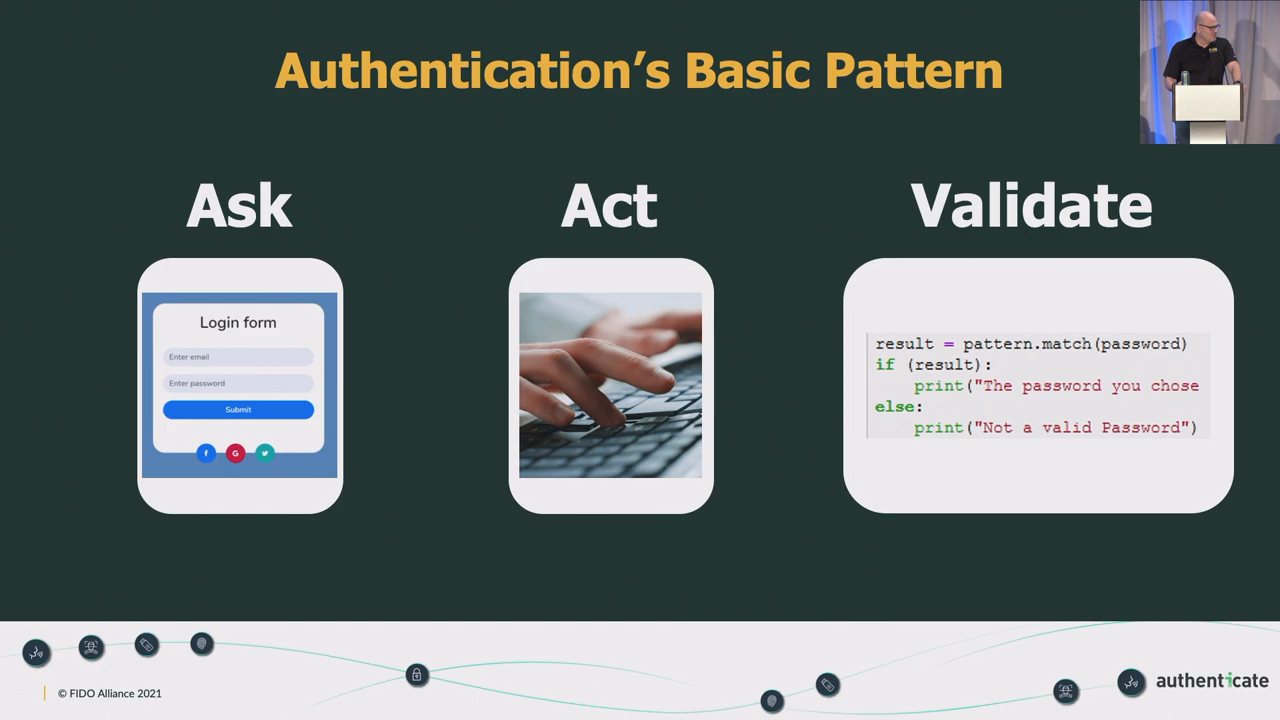 Authentication's Basic Pattern
Ask
Act
Validate
Login form
Enter email
Enter password
Submit
f
G
result = pattern.match(password)
if (result):
print("The password you chose
else:
print("Not a valid Password")
© FIDO Alliance 2021
authenticate